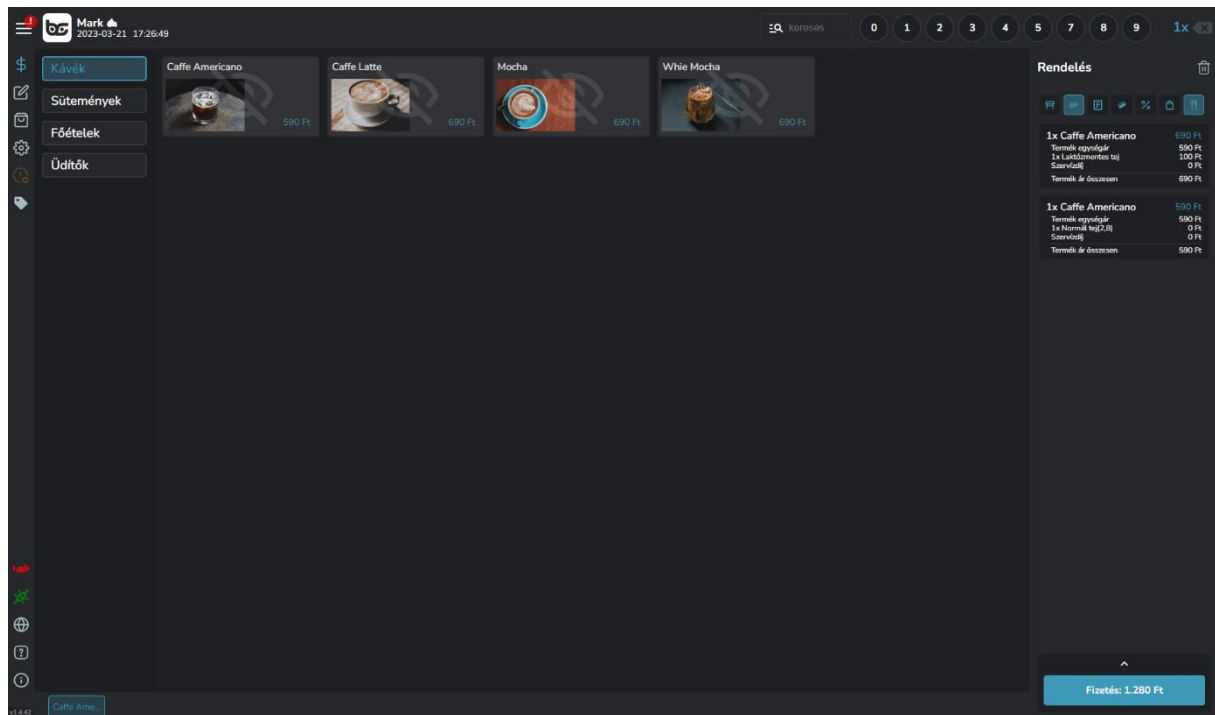 !
bc
Mark
2023-03-21 17:26:49
keresés
0 1 2 3 4 5 7 8 9
1x
Kávék
Sütemények
Főételek
Üdítők
Caffe Americano
590 Ft
Caffe Latte
690 Ft
Mocha
690 Ft
Whie Mocha
690 Ft
Rendelés
1x Caffe Americano 690 Ft
Termék egységár 590 Ft
1x Laktózmentes tej 100 Ft
Szervízdíj 0 Ft
Termék ár összesen 690 Ft
1x Caffe Americano 590 Ft
Termék egységár 590 Ft
1x Normál tej(2,8) 0 Ft
Szervízdíj 0 Ft
Termék ár összesen 590 Ft
Fizetés: 1.280 Ft
Caffe Ame...
v1.4.42